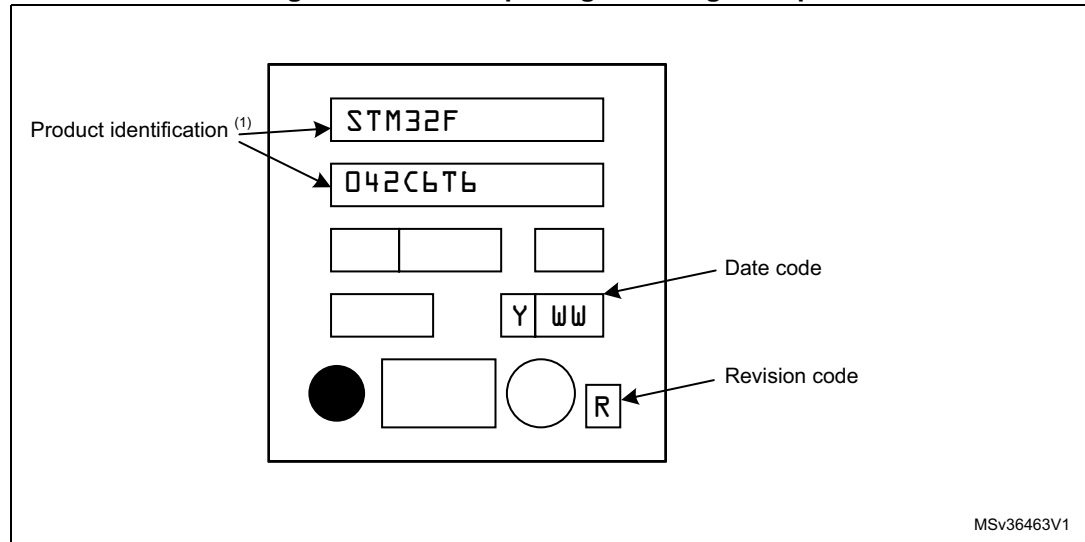 STM32F
Product identification (1)
042C6T6
Date code
Y WW
Revision code
R
MSv36463V1